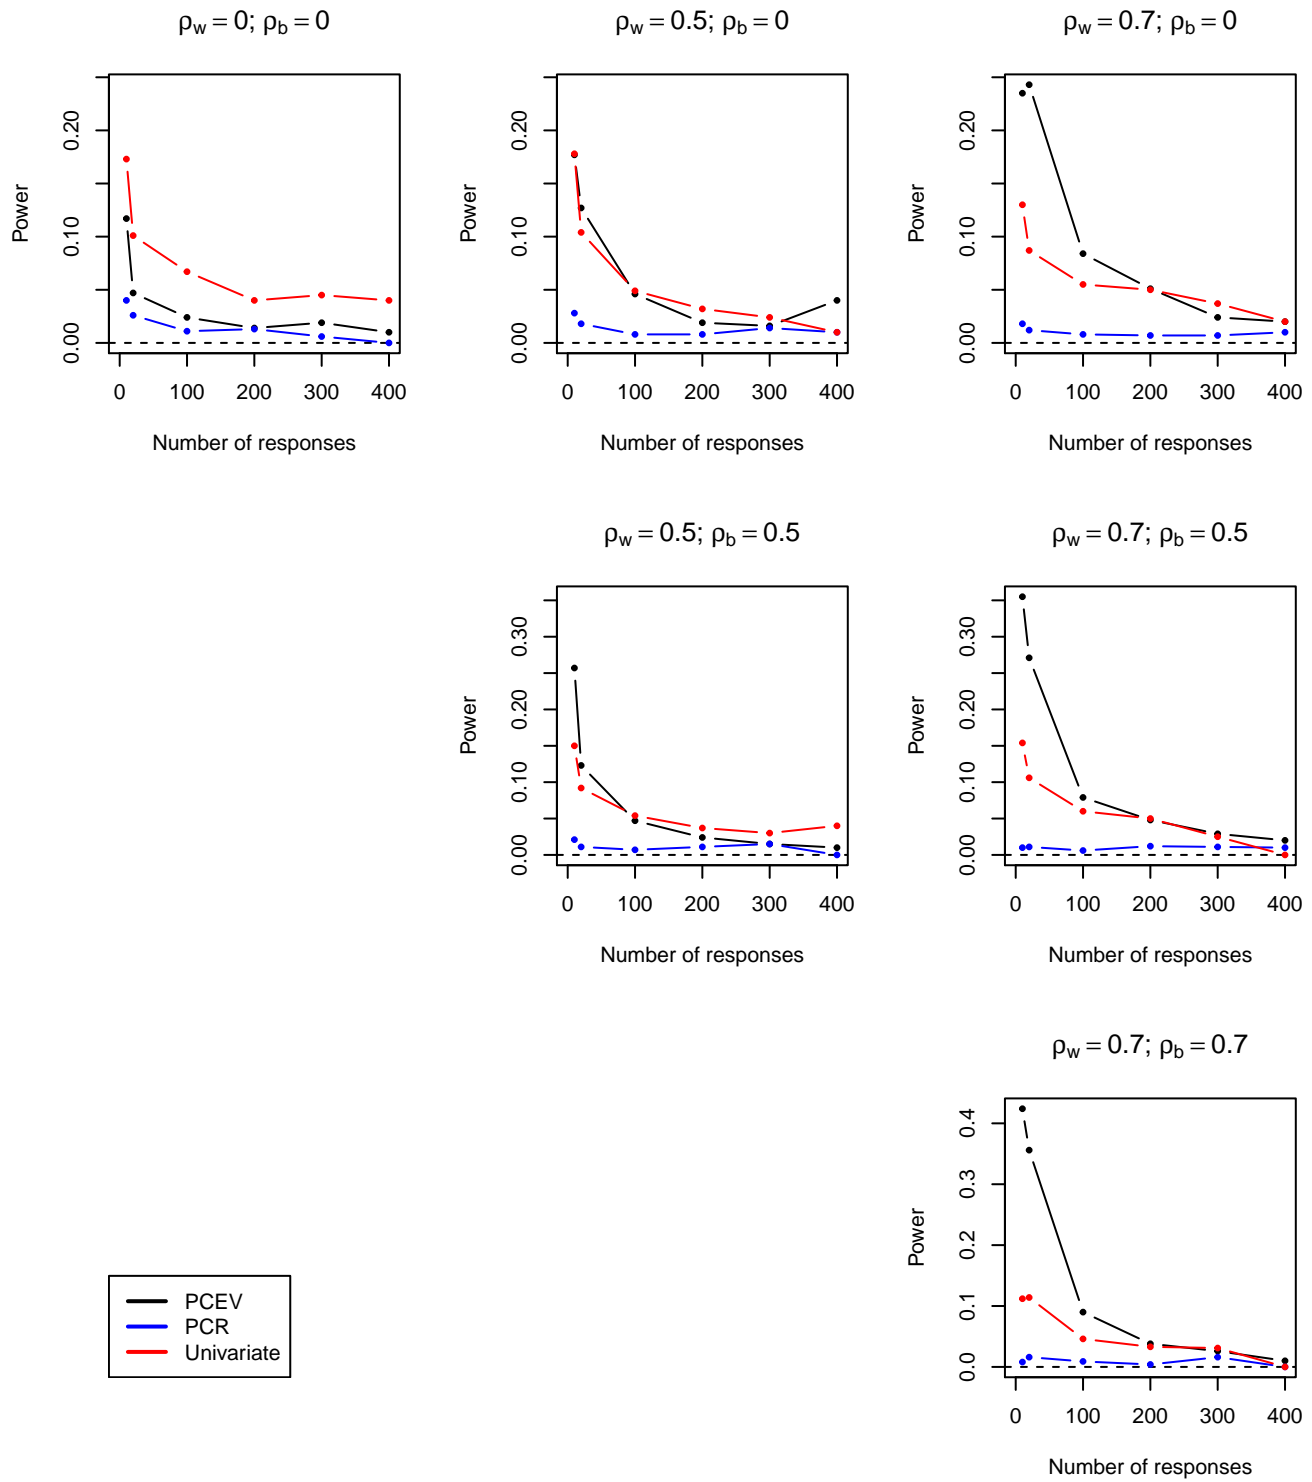 ρw = 0; ρb = 0
Power
0.00 0.10 0.20
0 100 200 300 400
Number of responses
ρw = 0.5; ρb = 0
Power
0.00 0.10 0.20
0 100 200 300 400
Number of responses
ρw = 0.7; ρb = 0
Power
0.00 0.10 0.20
0 100 200 300 400
Number of responses
ρw = 0.5; ρb = 0.5
Power
0.00 0.10 0.20 0.30
0 100 200 300 400
Number of responses
ρw = 0.7; ρb = 0.5
Power
0.00 0.10 0.20 0.30
0 100 200 300 400
Number of responses
ρw = 0.7; ρb = 0.7
Power
0.0 0.1 0.2 0.3 0.4
0 100 200 300 400
Number of responses
PCEV
PCR
Univariate